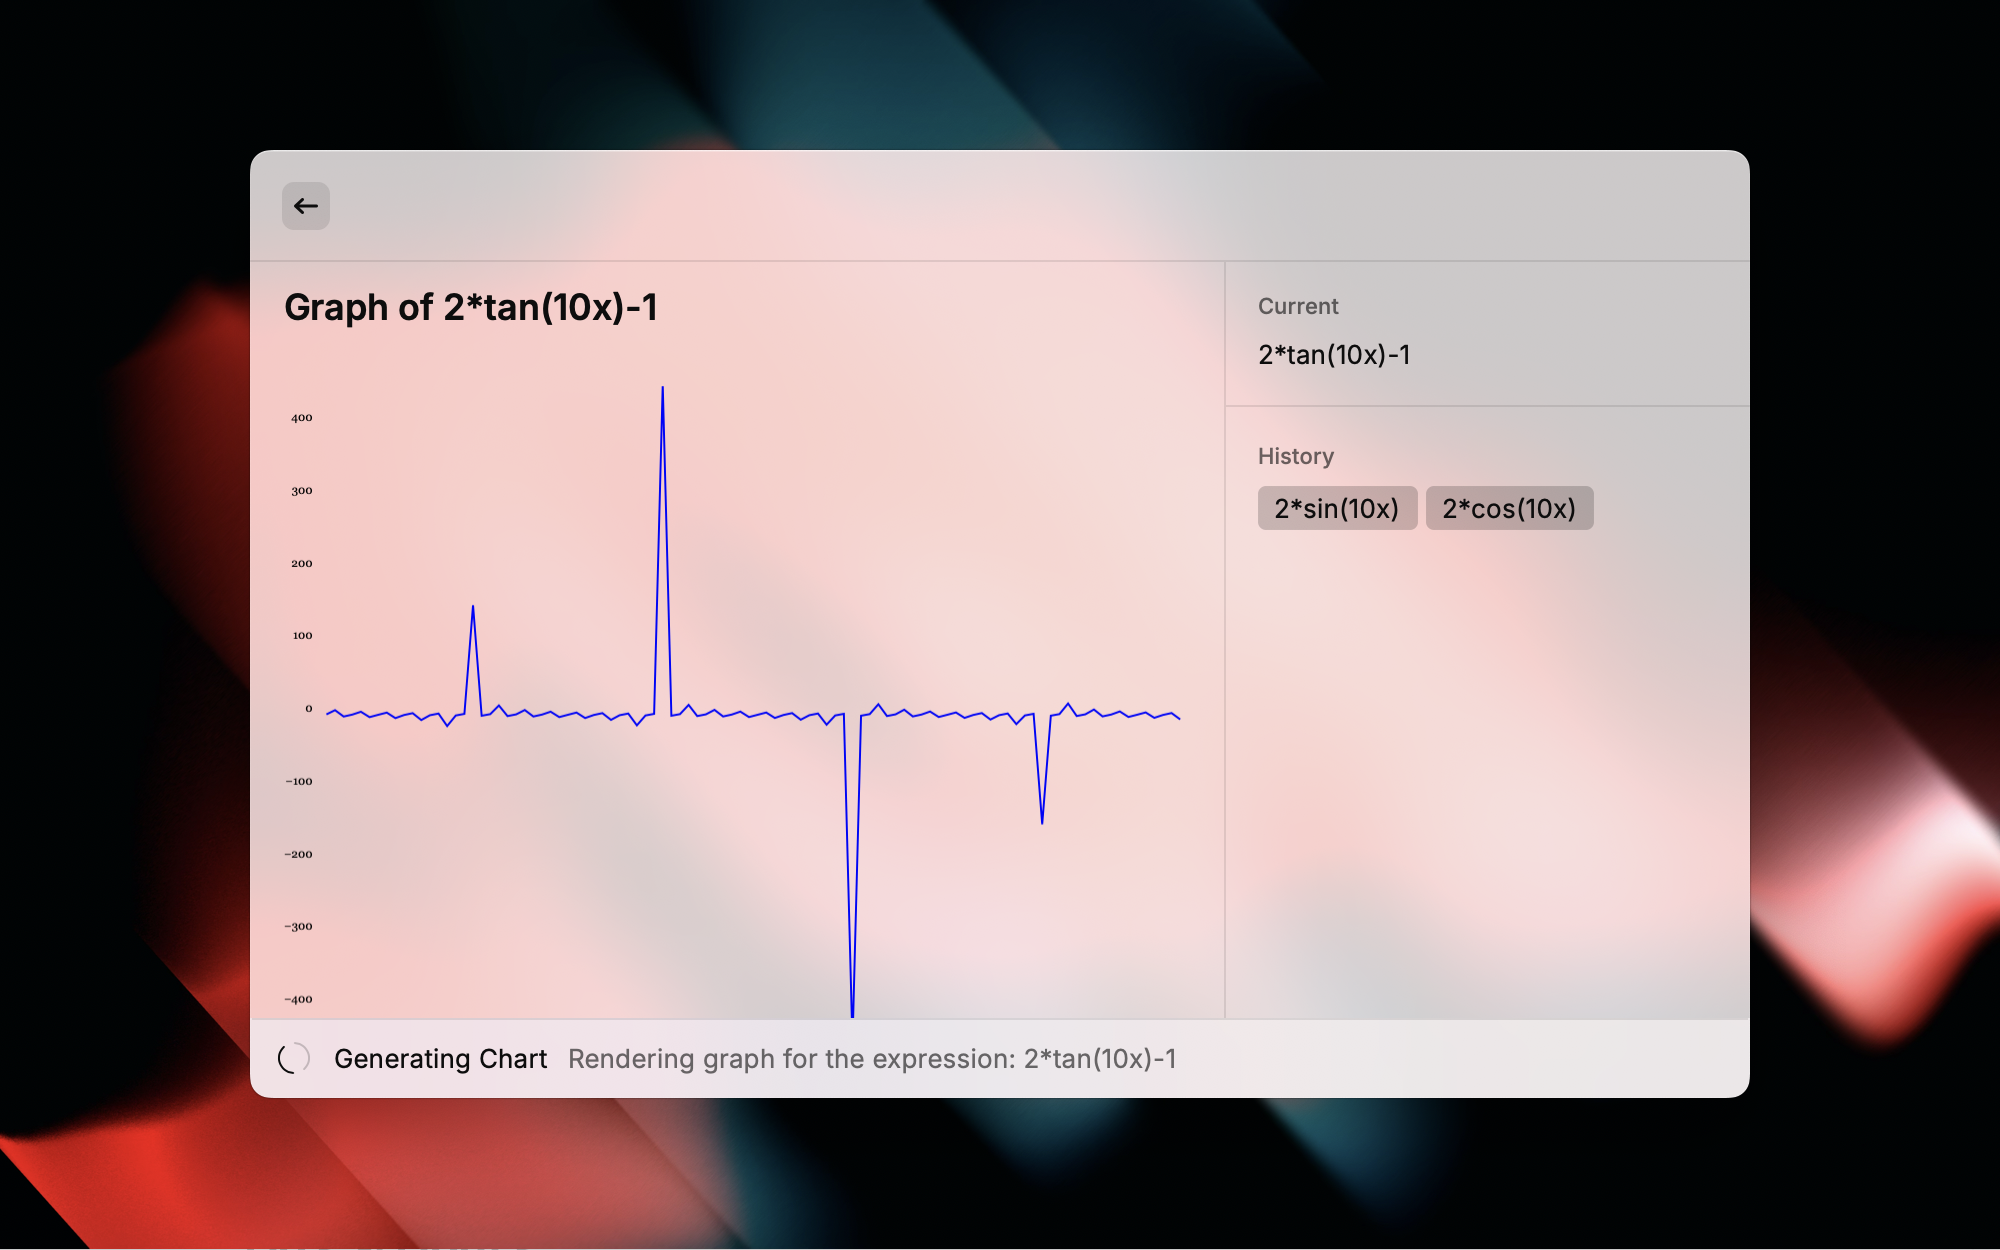 Graph of 2*tan(10x)-1
400
300
200
100
0
−100
−200
−300
−400
Current
2*tan(10x)-1
History
2*sin(10x) 2*cos(10x)
Generating Chart Rendering graph for the expression: 2*tan(10x)-1